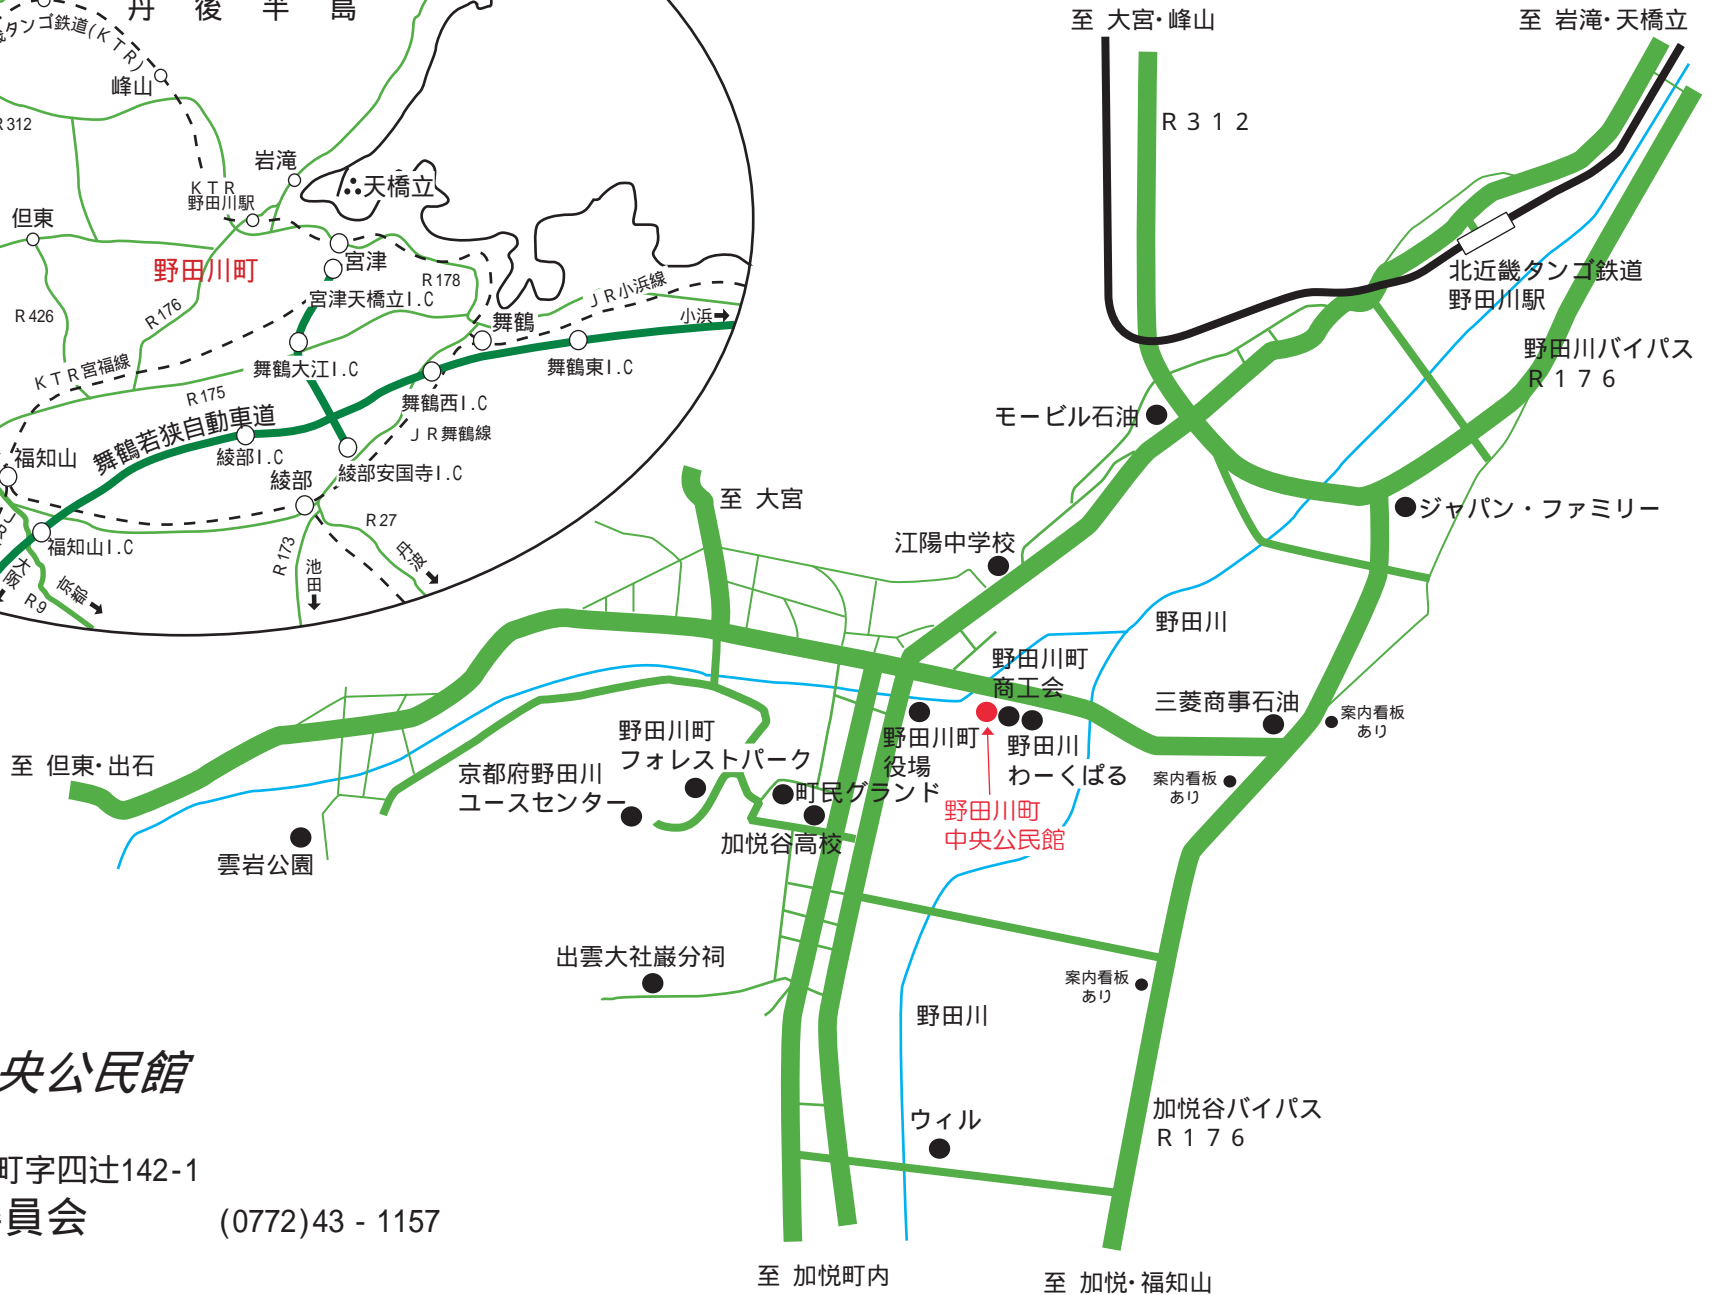 丹後半島
タンゴ鉄道(KTR)
峰山
R312
岩滝
KTR
野田川駅
天橋立
但東
野田川町
宮津
R178
宮津天橋立I.C
R426
R176
JR小浜線
小浜
舞鶴
KTR宮福線
舞鶴大江I.C
舞鶴東I.C
R175
舞鶴西I.C
舞鶴若狭自動車道
JR舞鶴線
綾部I.C
福知山
綾部安国寺I.C
綾部
R27
福知山I.C
R173
池田
丹波
大阪
京都
R9
至 大宮・峰山
至 岩滝・天橋立
R312
北近畿タンゴ鉄道
野田川駅
野田川バイパス
R176
モービル石油
至 大宮
ジャパン・ファミリー
江陽中学校
野田川
野田川町
商工会
三菱商事石油
案内看板
あり
野田川町
役場
野田川
わーくぱる
野田川町
フォレストパーク
至 但東・出石
京都府野田川
ユースセンター
案内看板
あり
町民グランド
野田川町
中央公民館
加悦谷高校
雲岩公園
出雲大社巌分祠
案内看板
あり
野田川
央公民館
ウィル
加悦谷バイパス
R176
町字四辻142-1
員会 (0772)43-1157
至 加悦町内
至 加悦・福知山